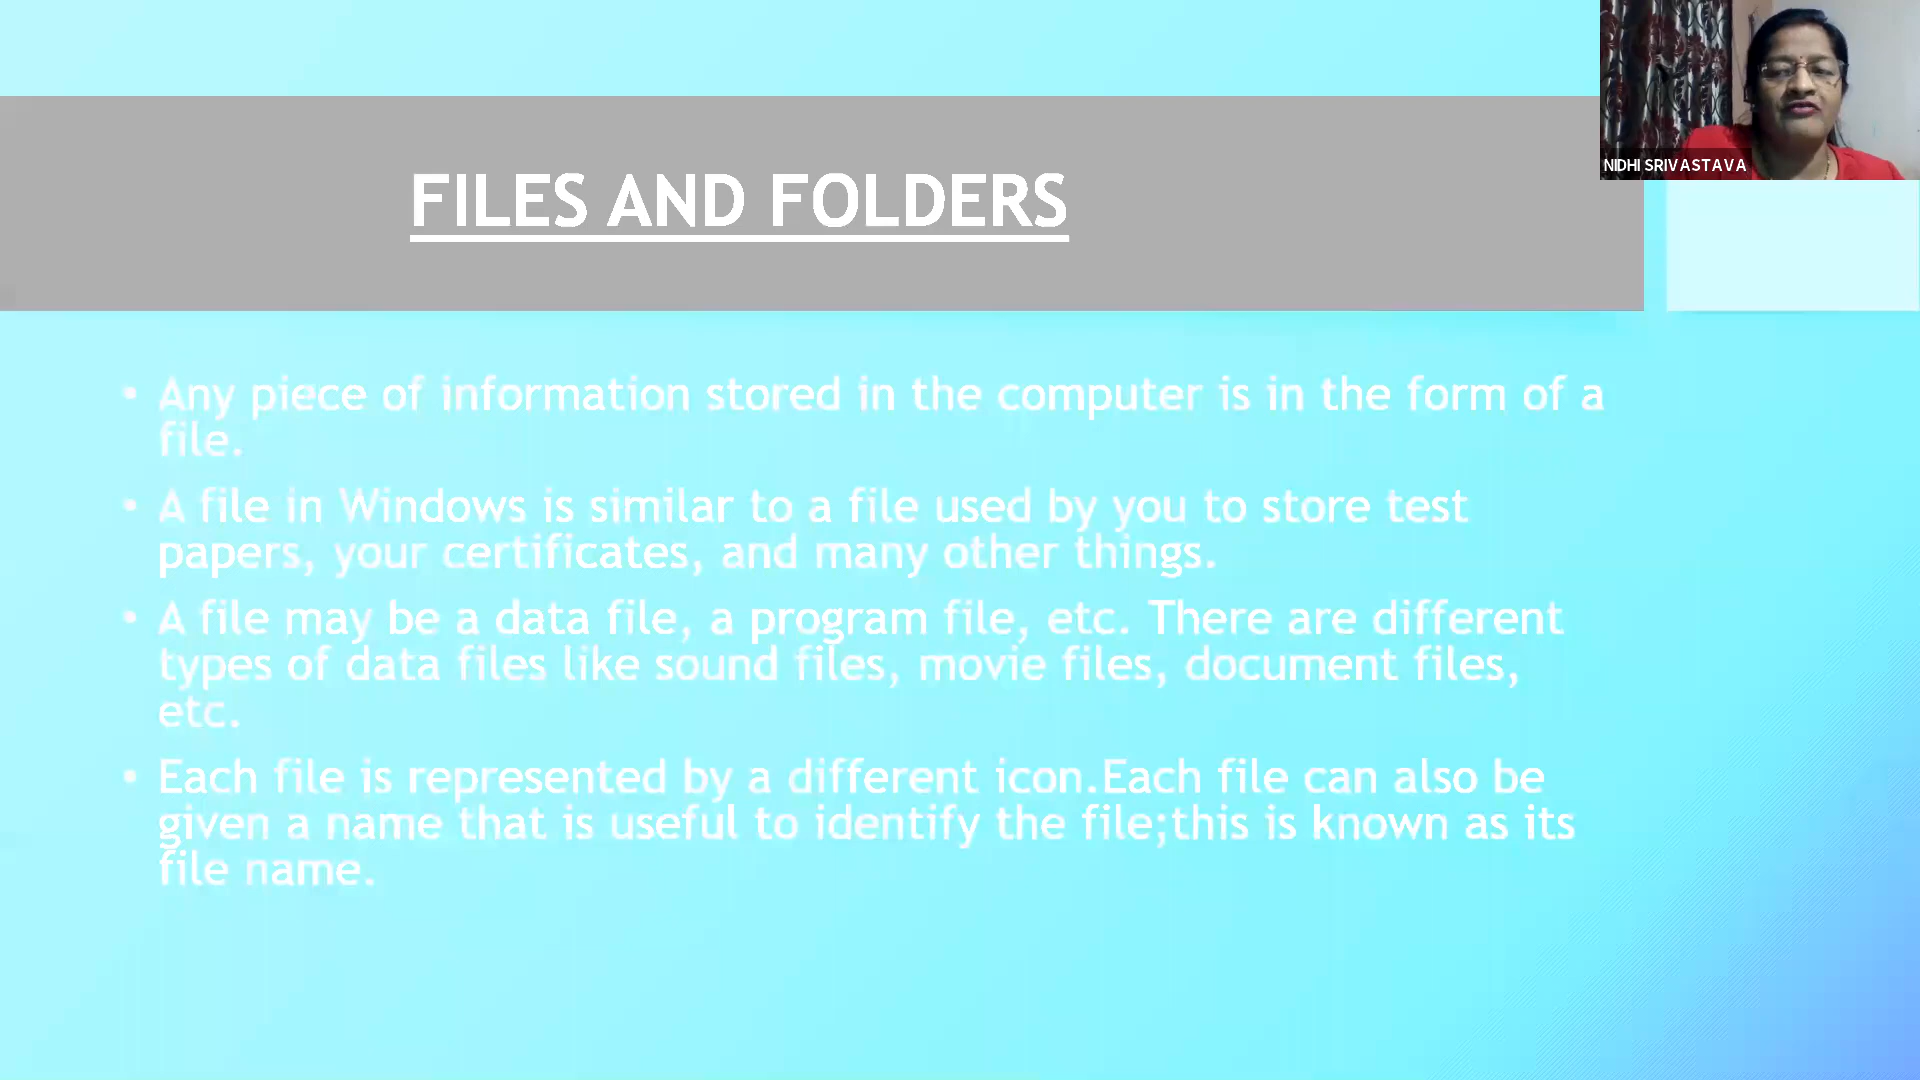 NIDHI SRIVASTAVA
FILES AND FOLDERS
• Any piece of information stored in the computer is in the form of a
file.
• A file in Windows is similar to a file used by you to store test
papers, your certificates, and many other things.
• A file may be a data file, a program file, etc. There are different
types of data files like sound files, movie files, document files,
etc.
• Each file is represented by a different icon.Each file can also be
given a name that is useful to identify the file;this is known as its
file name.